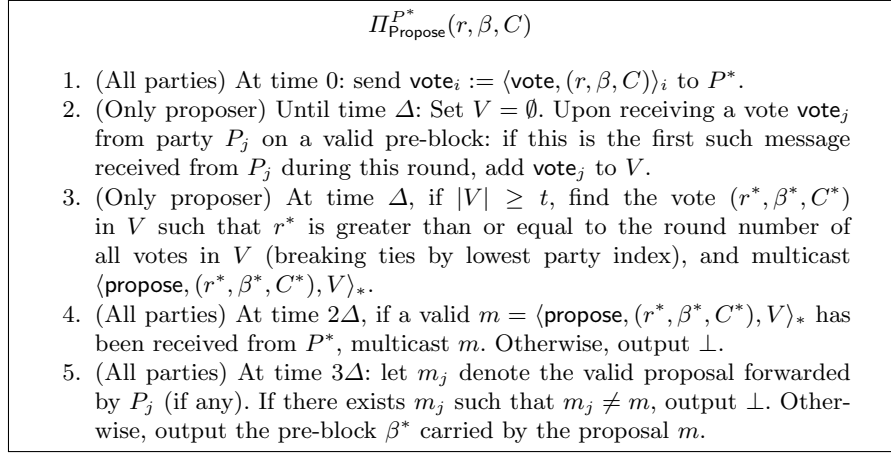 Π^{P*}_{Propose}(r, β, C)
1. (All parties) At time 0: send vote_i := ⟨vote, (r, β, C)⟩_i to P*.
2. (Only proposer) Until time Δ: Set V = ∅. Upon receiving a vote vote_j
from party P_j on a valid pre-block: if this is the first such message
received from P_j during this round, add vote_j to V.
3. (Only proposer) At time Δ, if |V| ≥ t, find the vote (r*, β*, C*)
in V such that r* is greater than or equal to the round number of
all votes in V (breaking ties by lowest party index), and multicast
⟨propose, (r*, β*, C*), V⟩_*.
4. (All parties) At time 2Δ, if a valid m = ⟨propose, (r*, β*, C*), V⟩_* has
been received from P*, multicast m. Otherwise, output ⊥.
5. (All parties) At time 3Δ: let m_j denote the valid proposal forwarded
by P_j (if any). If there exists m_j such that m_j ≠ m, output ⊥. Other-
wise, output the pre-block β* carried by the proposal m.